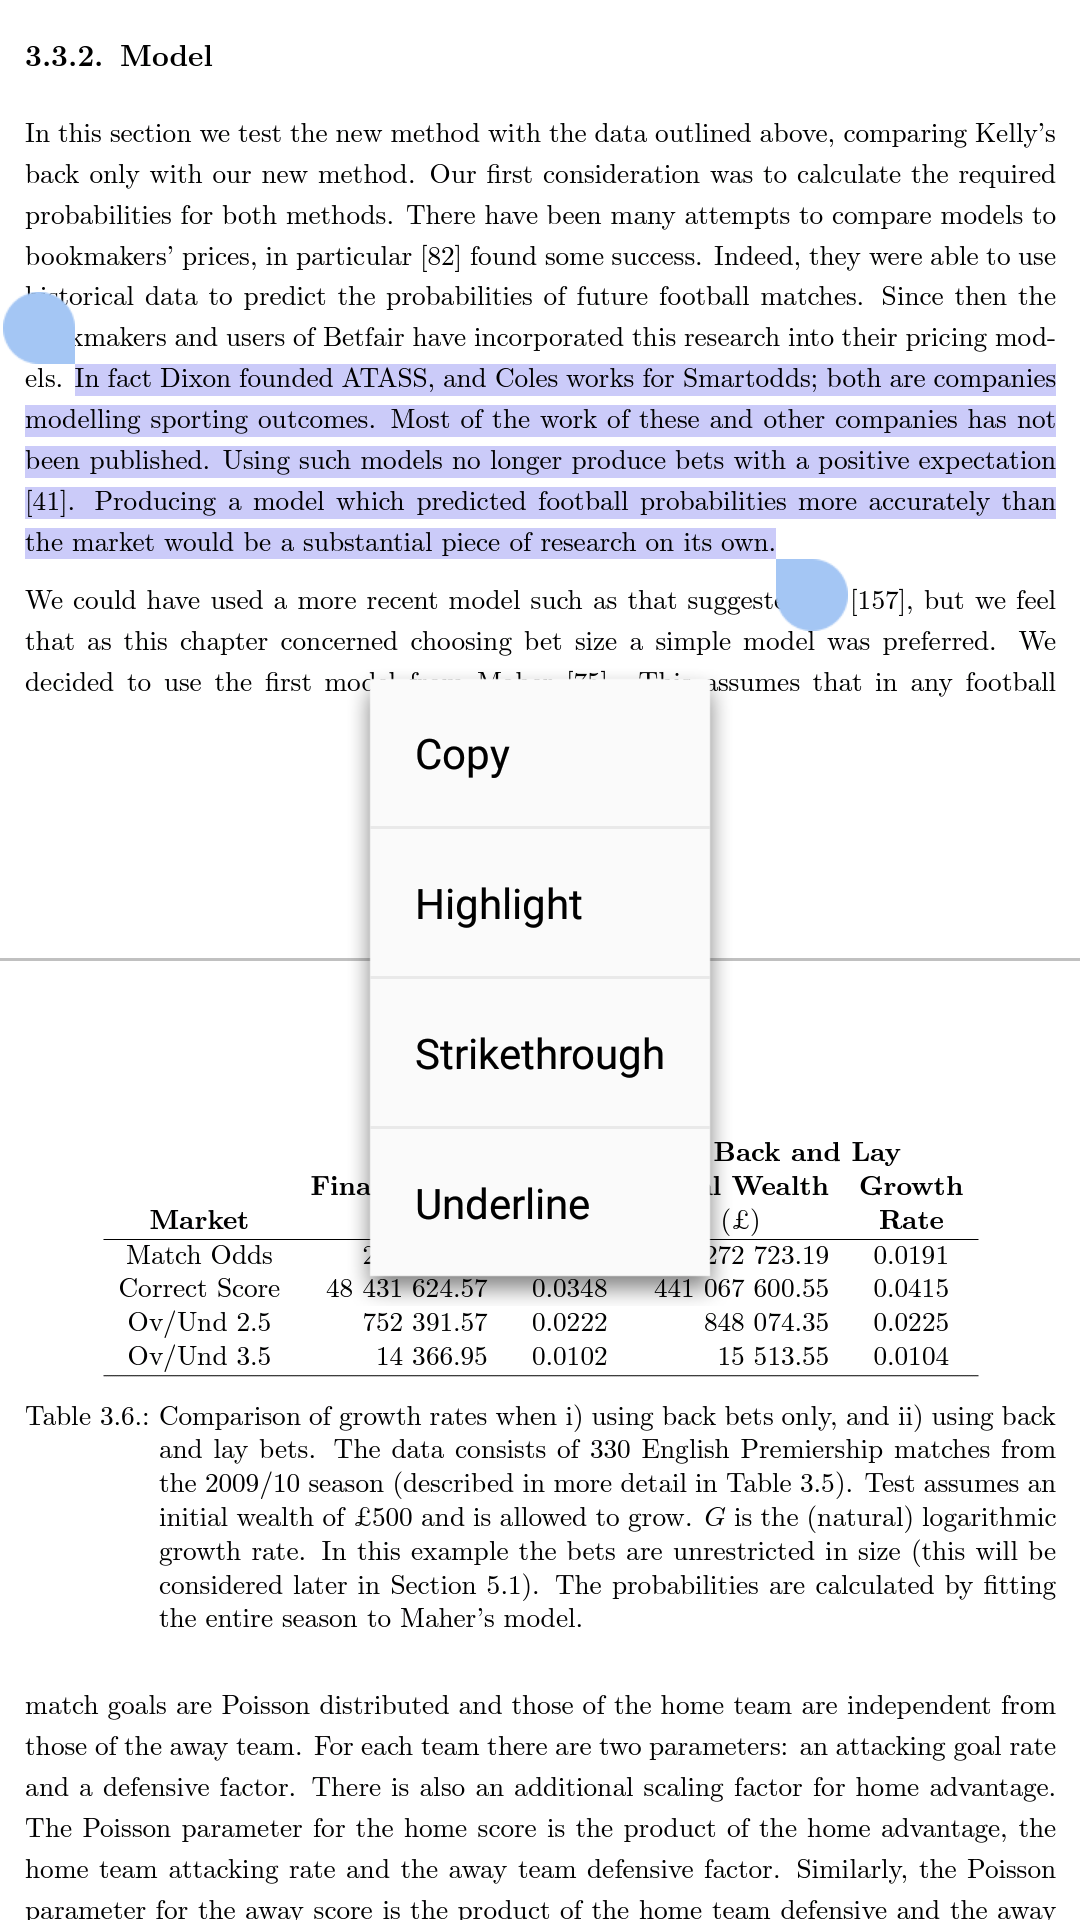 3.3.2. Model
In this section we test the new method with the data outlined above, comparing Kelly's
back only with our new method. Our first consideration was to calculate the required
probabilities for both methods. There have been many attempts to compare models to
bookmakers' prices, in particular [82] found some success. Indeed, they were able to use
historical data to predict the probabilities of future football matches. Since then the
kmakers and users of Betfair have incorporated this research into their pricing mod-
els. In fact Dixon founded ATASS, and Coles works for Smartodds; both are companies
modelling sporting outcomes. Most of the work of these and other companies has not
been published. Using such models no longer produce bets with a positive expectation
[41]. Producing a model which predicted football probabilities more accurately than
the market would be a substantial piece of research on its own.
We could have used a more recent model such as that suggest [157], but we feel
that as this chapter concerned choosing bet size a simple model was preferred. We
decided to use the first model from Maher [75]. This assumes that in any football
Copy
Highlight
Strikethrough
Underline
Back and Lay
Fina l Wealth Growth
Market (£) Rate
Match Odds 2 272 723.19 0.0191
Correct Score 48 431 624.57 0.0348 441 067 600.55 0.0415
Ov/Und 2.5 752 391.57 0.0222 848 074.35 0.0225
Ov/Und 3.5 14 366.95 0.0102 15 513.55 0.0104
Table 3.6.: Comparison of growth rates when i) using back bets only, and ii) using back
and lay bets. The data consists of 330 English Premiership matches from
the 2009/10 season (described in more detail in Table 3.5). Test assumes an
initial wealth of £500 and is allowed to grow. G is the (natural) logarithmic
growth rate. In this example the bets are unrestricted in size (this will be
considered later in Section 5.1). The probabilities are calculated by fitting
the entire season to Maher's model.
match goals are Poisson distributed and those of the home team are independent from
those of the away team. For each team there are two parameters: an attacking goal rate
and a defensive factor. There is also an additional scaling factor for home advantage.
The Poisson parameter for the home score is the product of the home advantage, the
home team attacking rate and the away team defensive factor. Similarly, the Poisson
parameter for the away score is the product of the home team defensive and the away